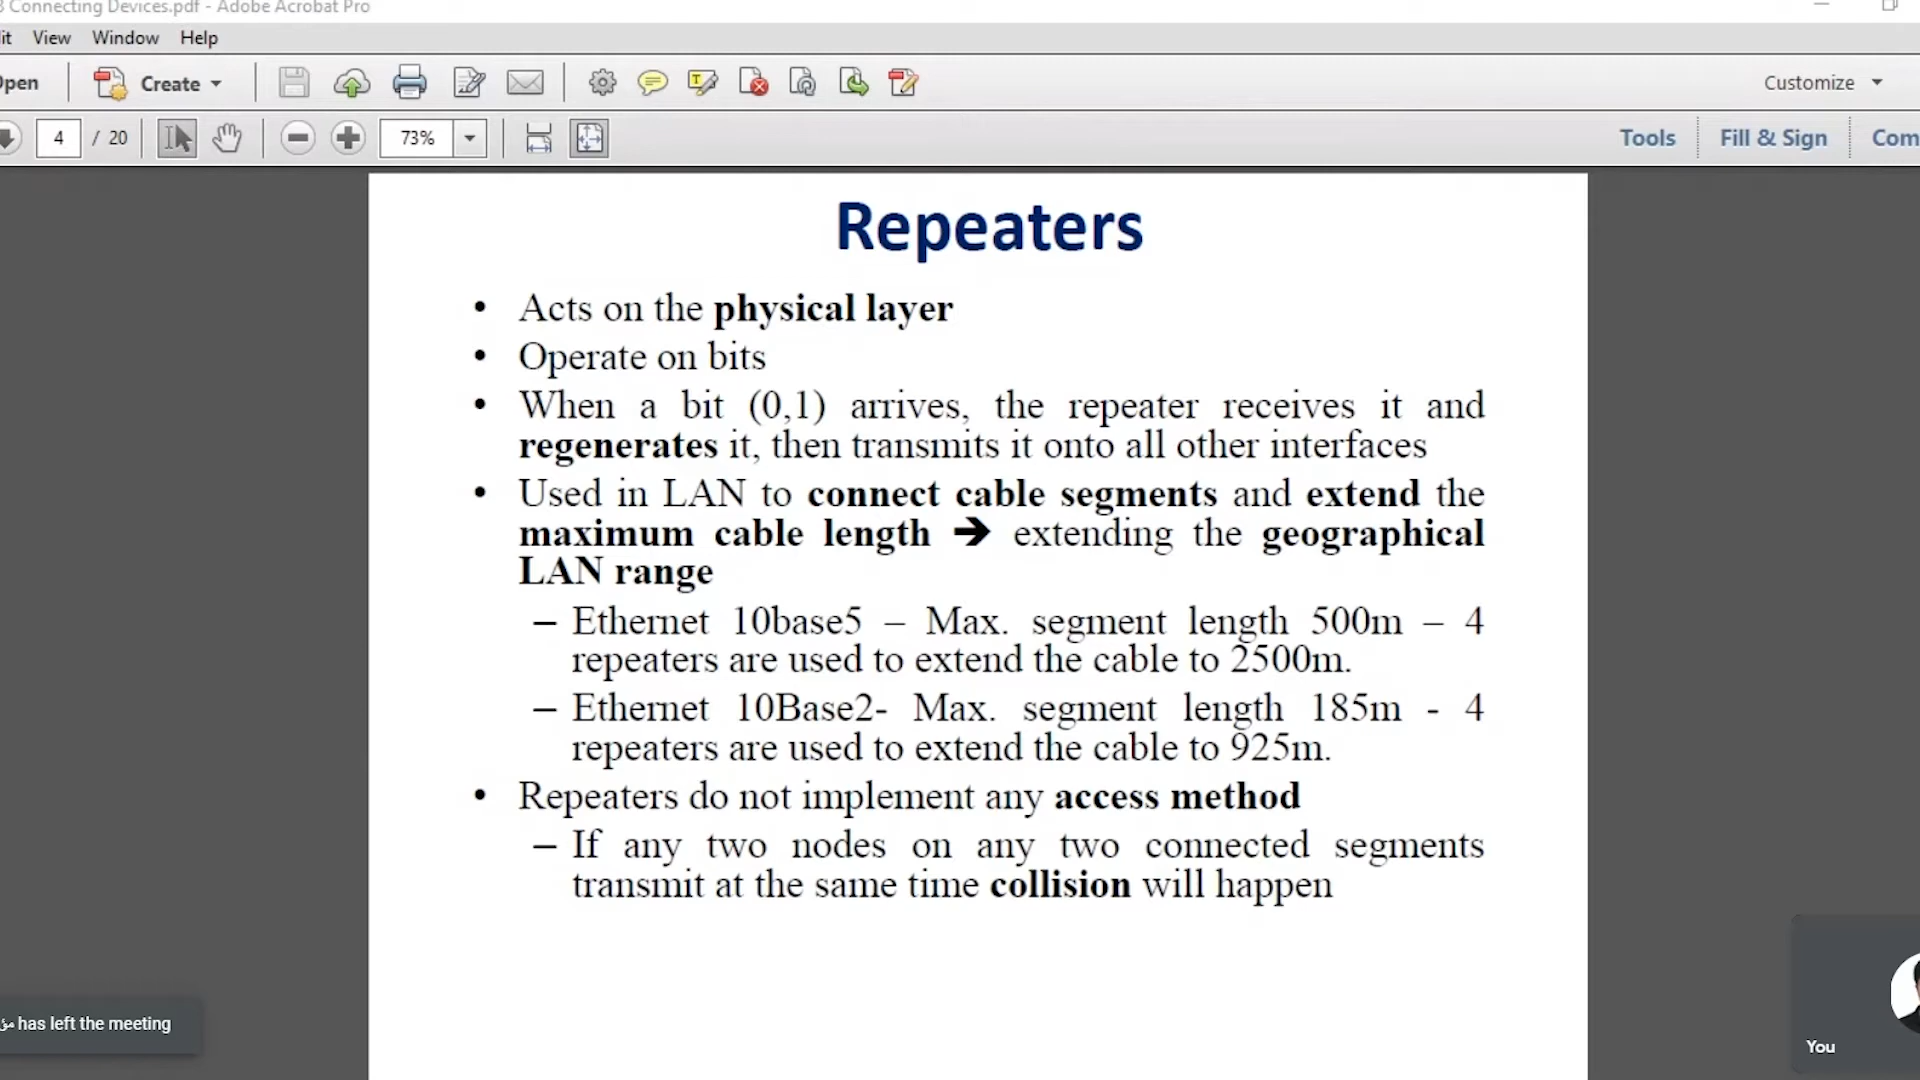 3 Connecting Devices.pdf - Adobe Acrobat Pro
it View Window Help
Open Create Customize
4 / 20 73% Tools Fill & Sign Com
Repeaters
• Acts on the physical layer
• Operate on bits
• When a bit (0,1) arrives, the repeater receives it and
regenerates it, then transmits it onto all other interfaces
• Used in LAN to connect cable segments and extend the
maximum cable length ➔ extending the geographical
LAN range
– Ethernet 10base5 – Max. segment length 500m – 4
repeaters are used to extend the cable to 2500m.
– Ethernet 10Base2- Max. segment length 185m - 4
repeaters are used to extend the cable to 925m.
• Repeaters do not implement any access method
– If any two nodes on any two connected segments
transmit at the same time collision will happen
has left the meeting
You